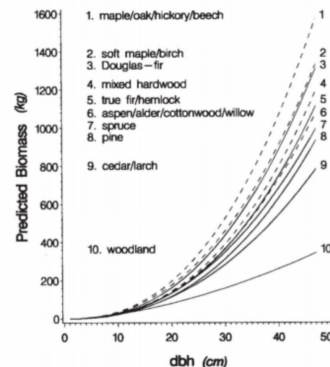 1600
1400
1200
1000
800
600
400
200
0
Predicted Biomass (kg)
1. maple/oak/hickory/beech
2. soft maple/birch
3. Douglas-fir
4. mixed hardwood
5. true fir/hemlock
6. aspen/alder/cottonwood/willow
7. spruce
8. pine
9. cedar/larch
10. woodland
1
2
3
4
5
6
7
8
9
10
0 10 20 30 40 50
dbh (cm)